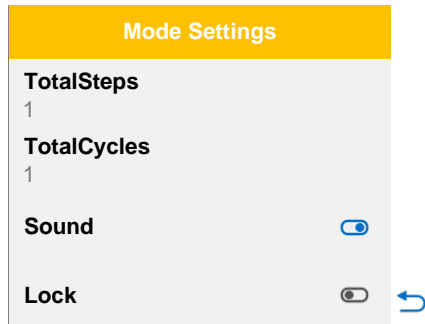 Mode Settings
TotalSteps
1
TotalCycles
1
Sound
Lock